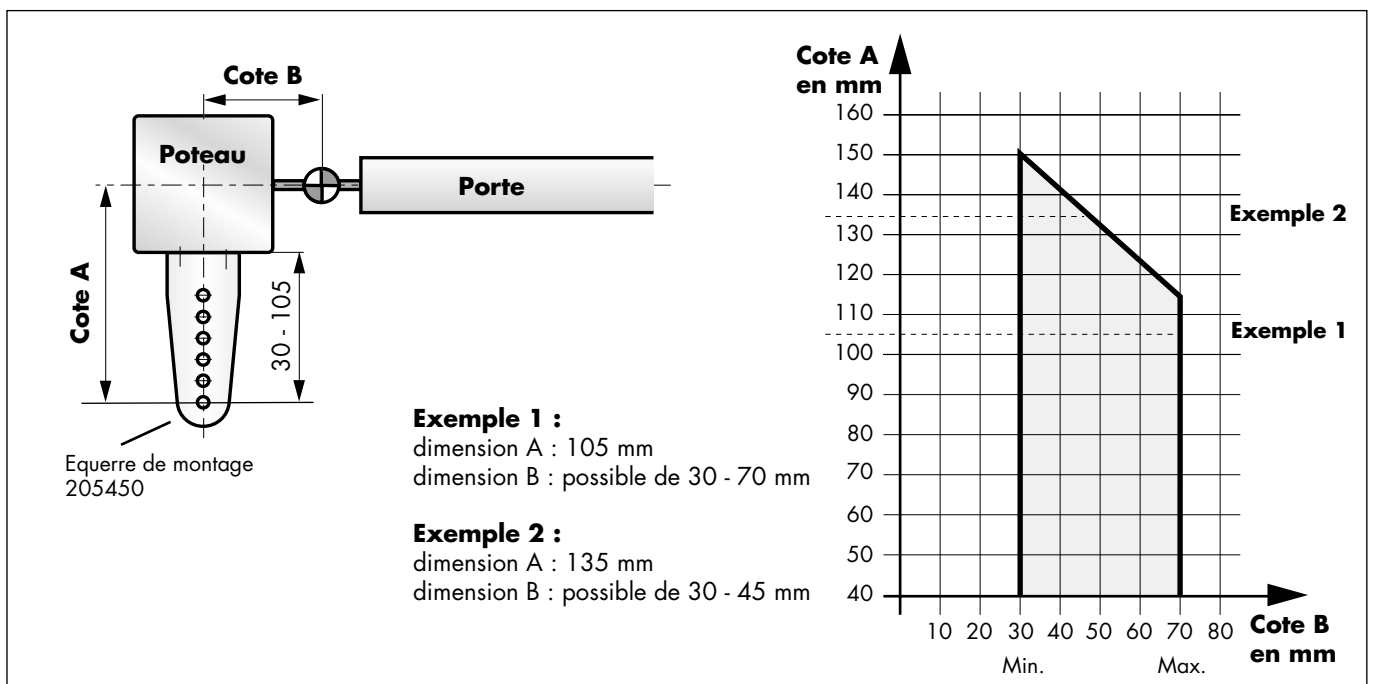 Cote B
Poteau
Porte
Cote A
30 - 105
Equerre de montage
205450
Exemple 1 :
dimension A : 105 mm
dimension B : possible de 30 - 70 mm
Exemple 2 :
dimension A : 135 mm
dimension B : possible de 30 - 45 mm
Cote A
en mm
160
150
140
130
120
110
100
90
80
70
60
50
40
Exemple 2
Exemple 1
10 20 30 40 50 60 70 80
Min. Max.
Cote B
en mm